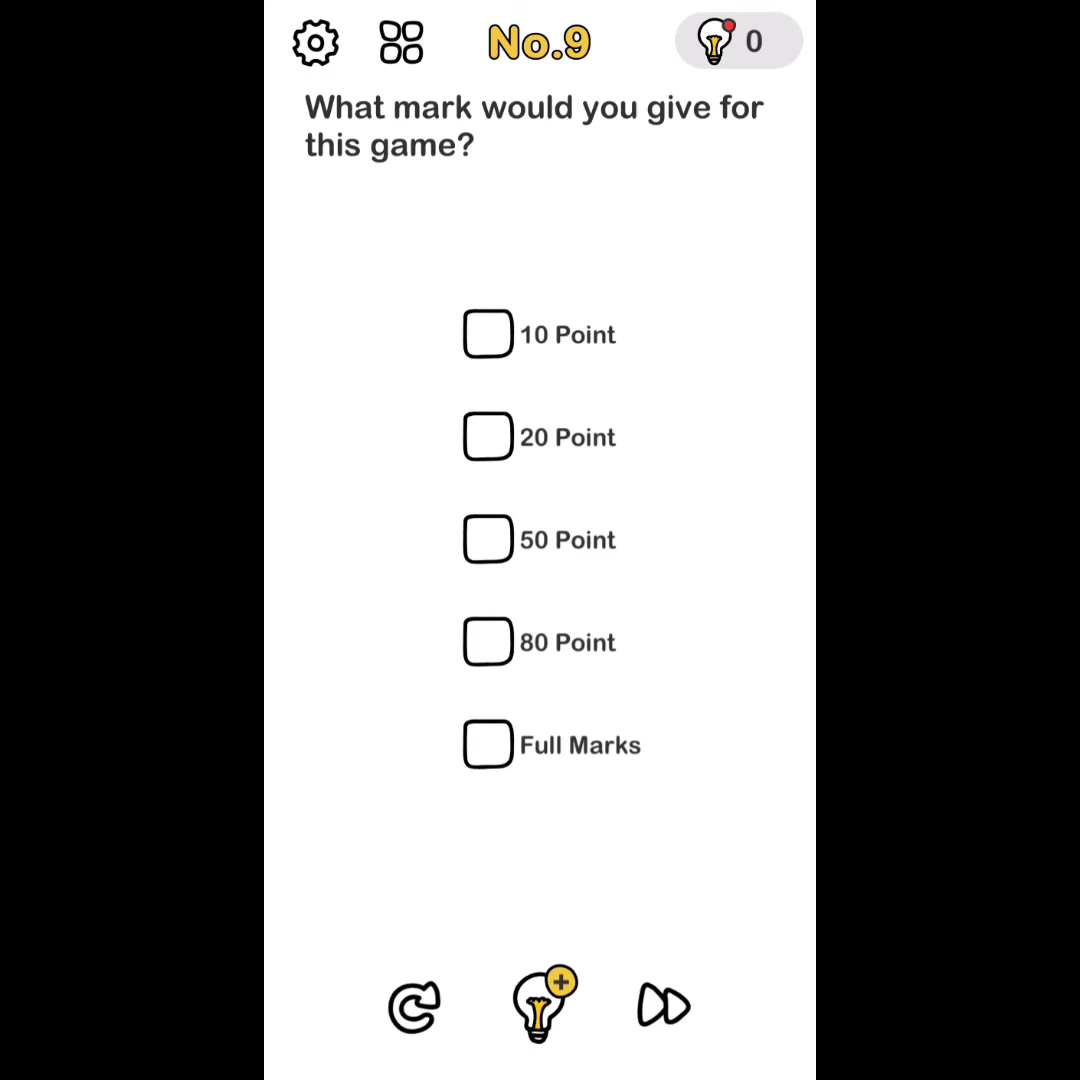 No.9
0
What mark would you give for
this game?
10 Point
20 Point
50 Point
80 Point
Full Marks